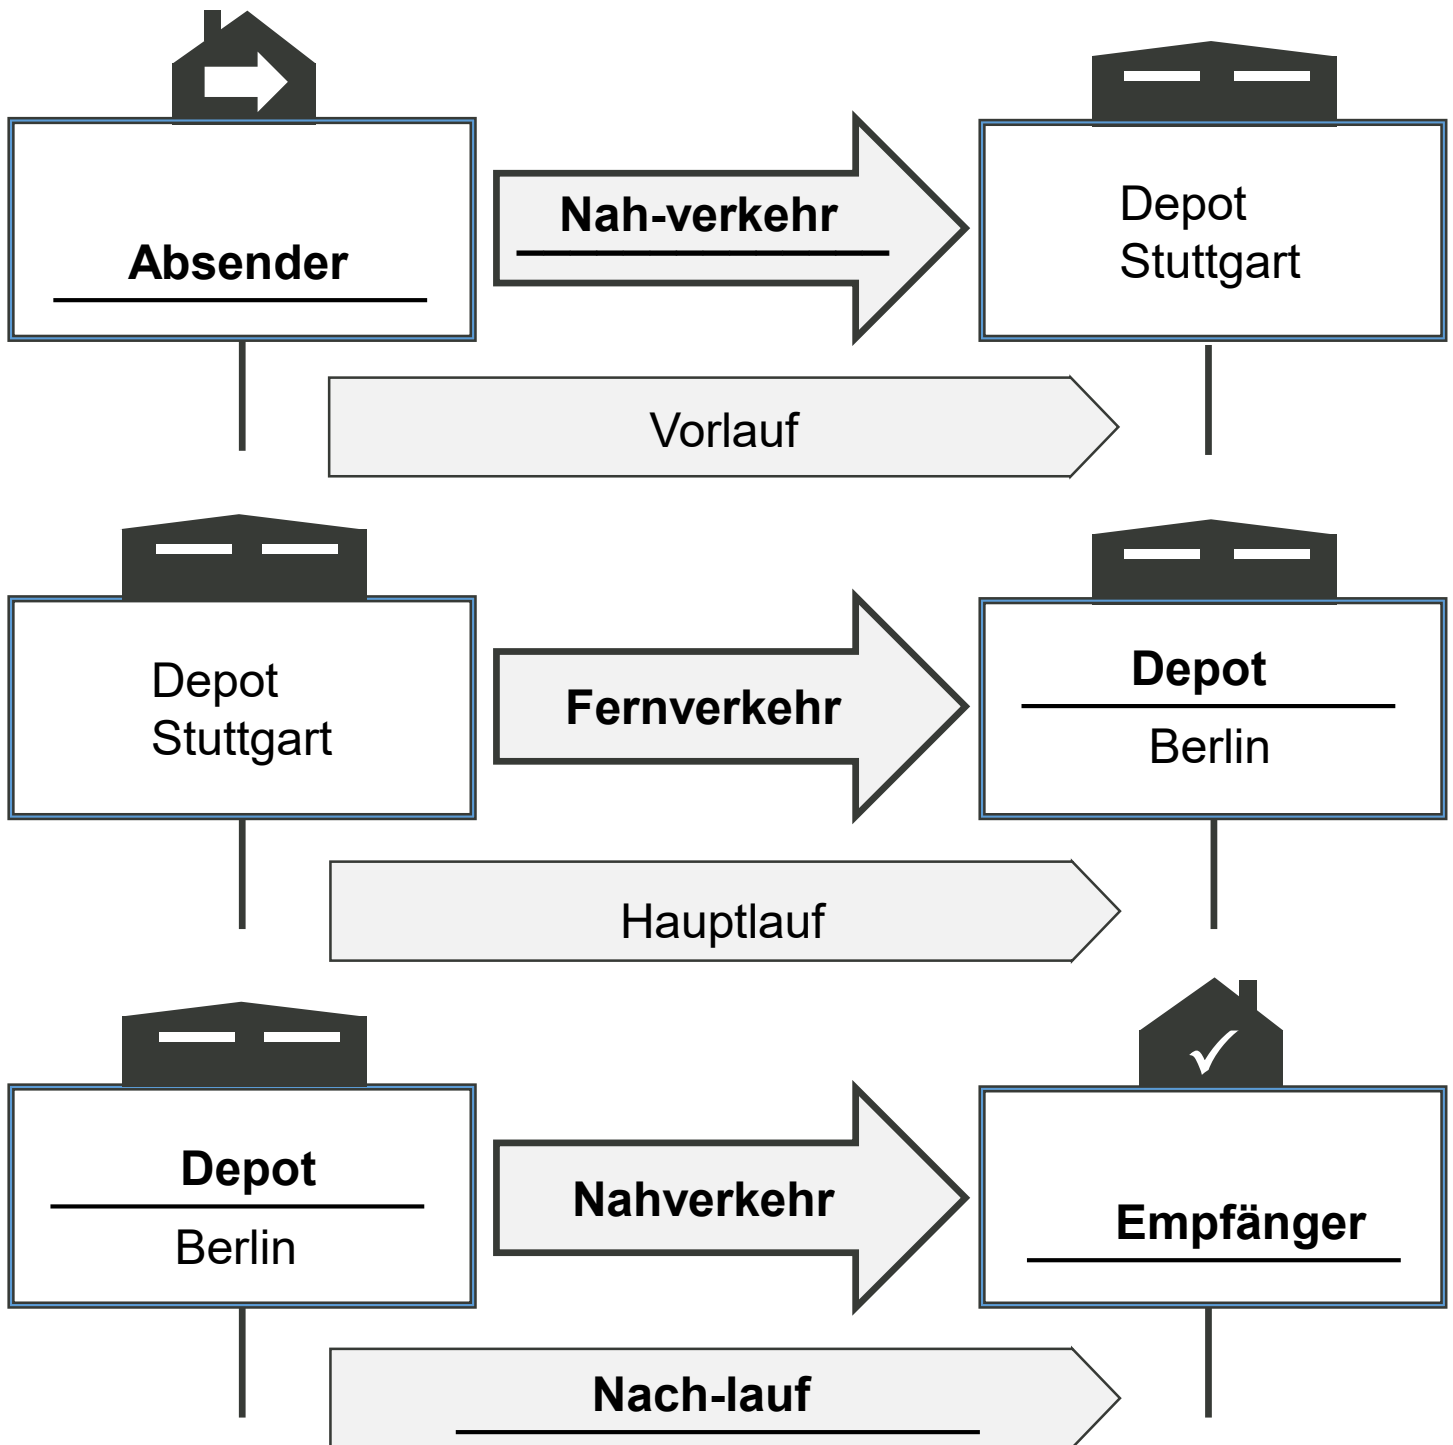 Absender
Nah-verkehr
Depot
Stuttgart
Vorlauf
Depot
Stuttgart
Fernverkehr
Depot
Berlin
Hauptlauf
Depot
Berlin
Nahverkehr
Empfänger
Nach-lauf